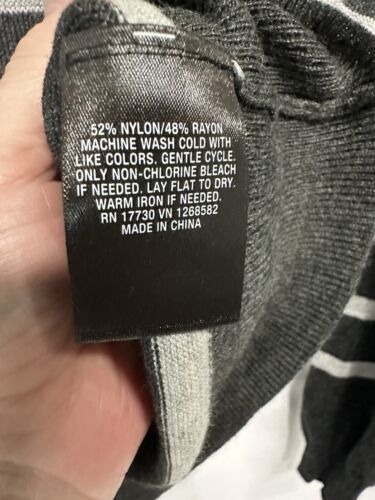 52% NYLON/48% RAYON
MACHINE WASH COLD WITH
LIKE COLORS, GENTLE CYCLE.
ONLY NON-CHLORINE BLEACH
IF NEEDED. LAY FLAT TO DRY.
WARM IRON IF NEEDED.
RN 17730 VN 1268582
MADE IN CHINA